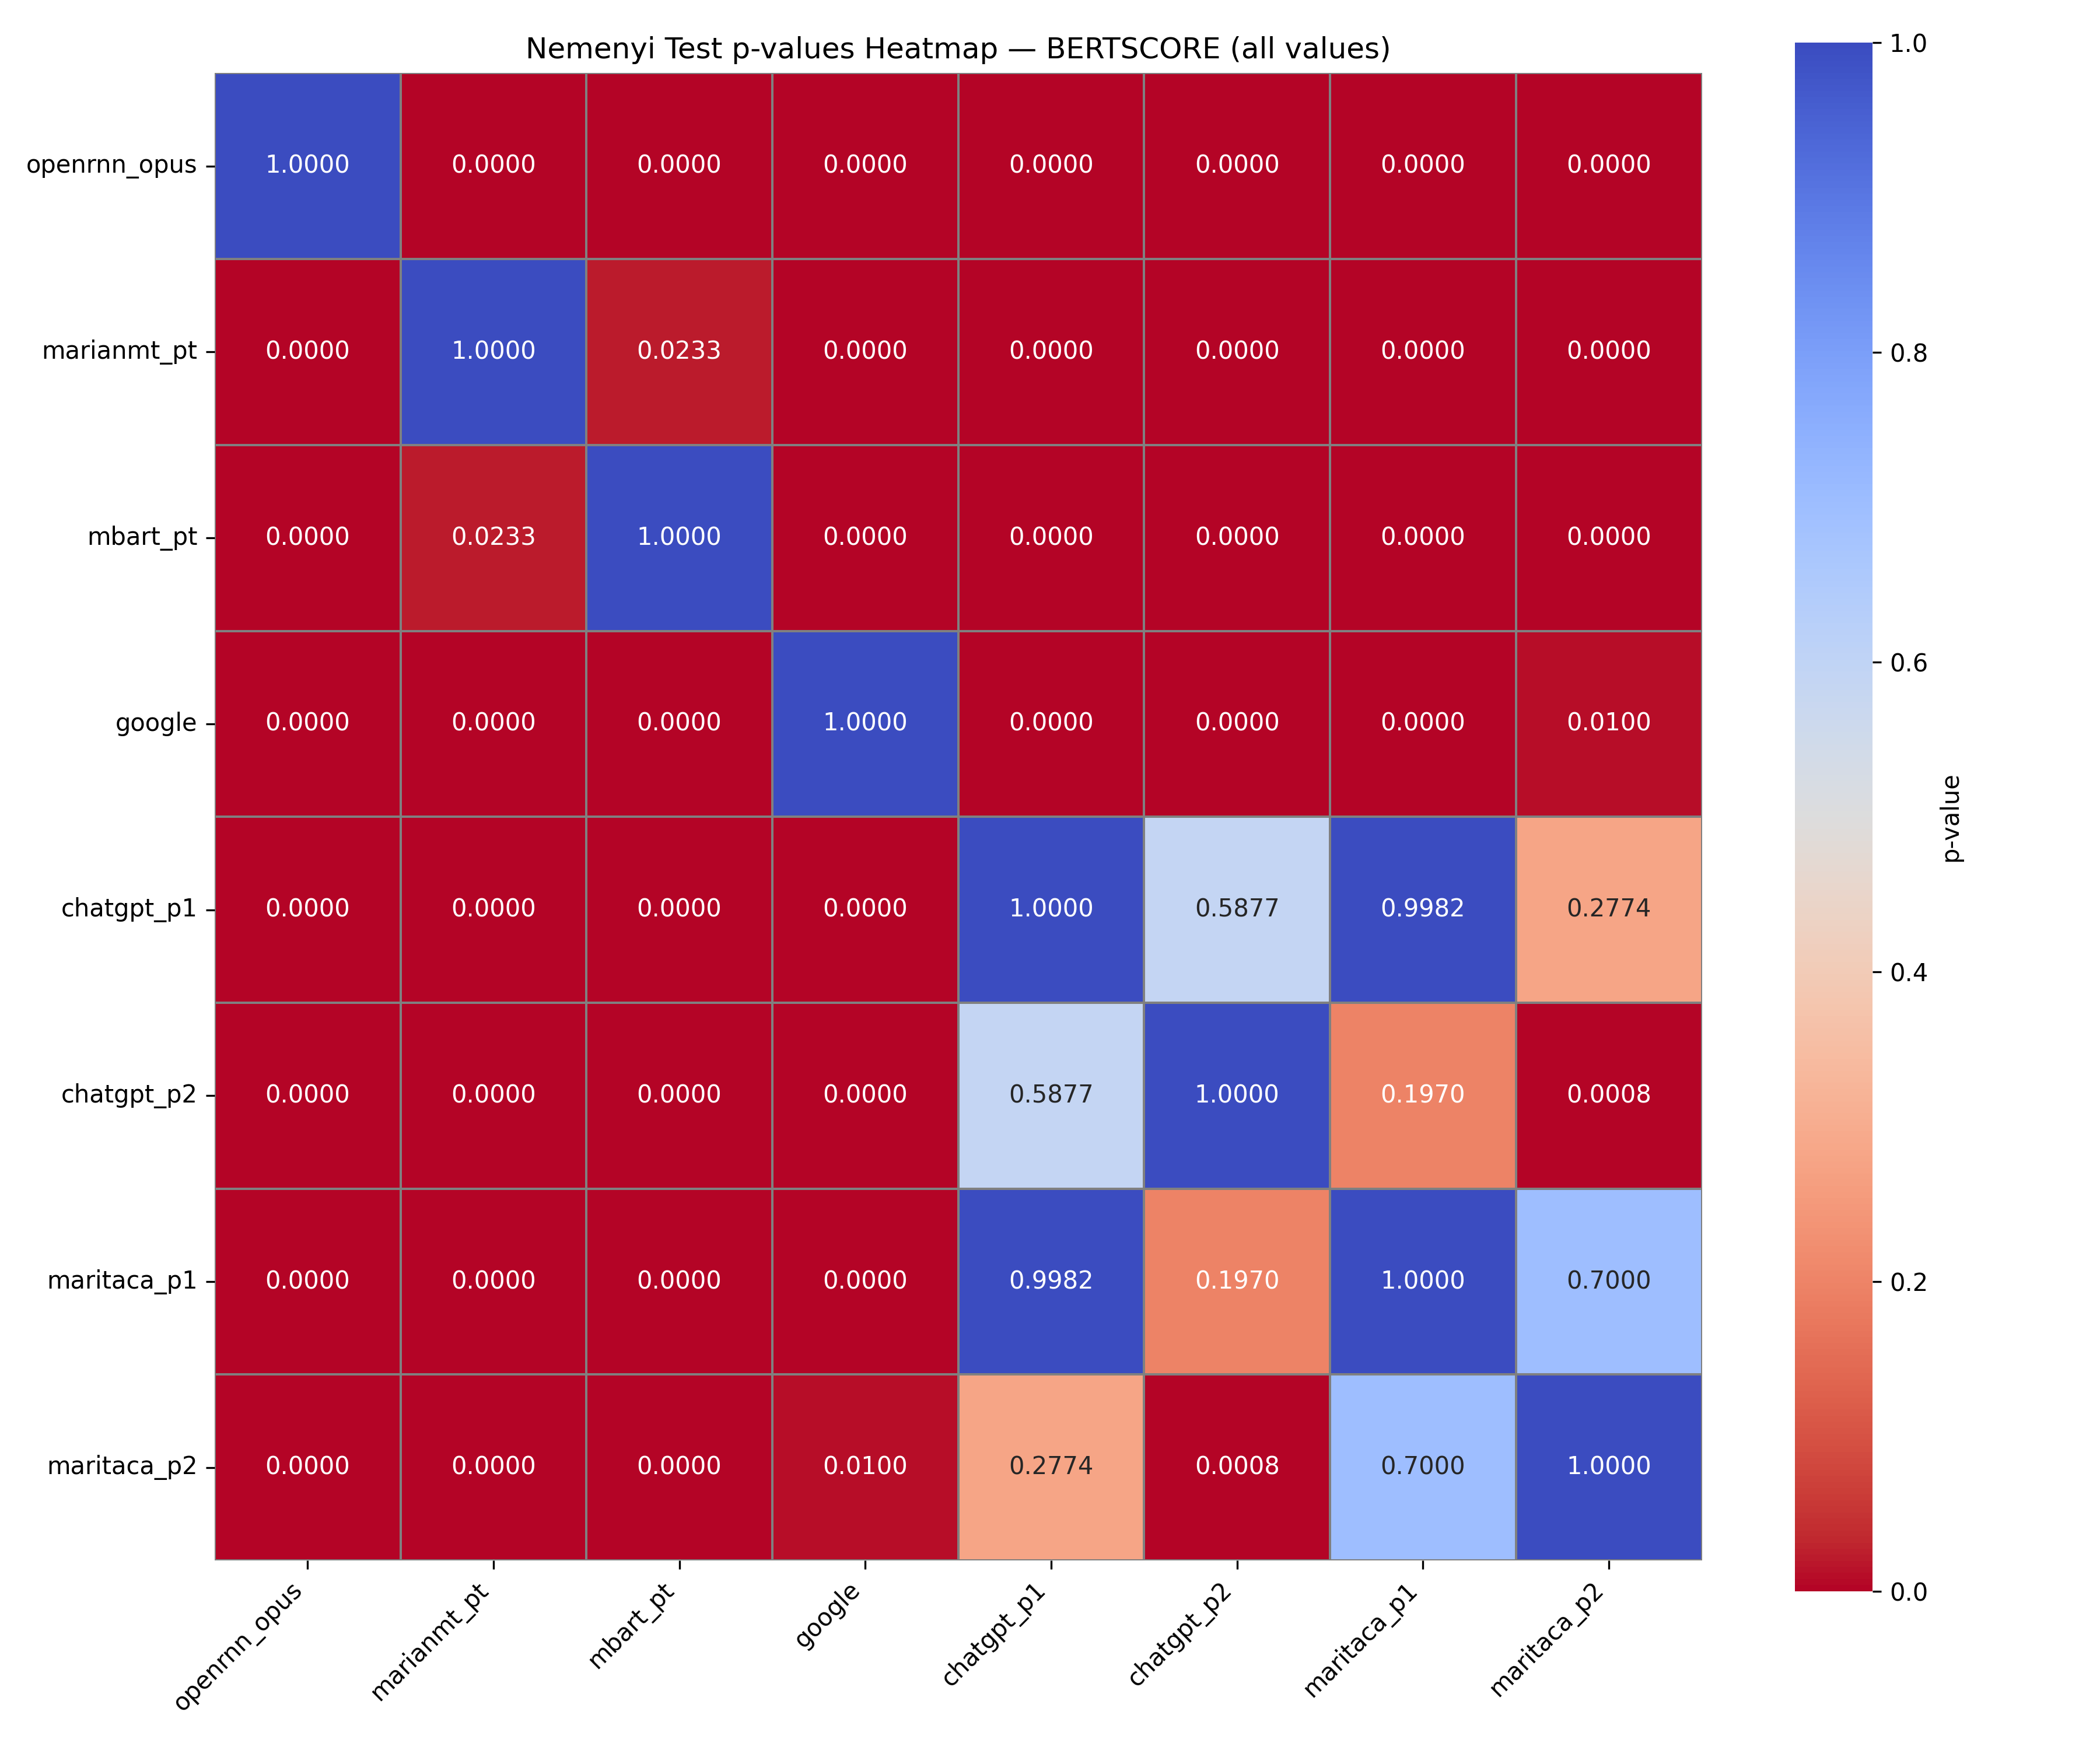 Nemenyi Test p-values Heatmap — BERTSCORE (all values)
openrnn_opus 1.0000 0.0000 0.0000 0.0000 0.0000 0.0000 0.0000 0.0000
marianmt_pt 0.0000 1.0000 0.0233 0.0000 0.0000 0.0000 0.0000 0.0000
mbart_pt 0.0000 0.0233 1.0000 0.0000 0.0000 0.0000 0.0000 0.0000
google 0.0000 0.0000 0.0000 1.0000 0.0000 0.0000 0.0000 0.0100
chatgpt_p1 0.0000 0.0000 0.0000 0.0000 1.0000 0.5877 0.9982 0.2774
chatgpt_p2 0.0000 0.0000 0.0000 0.0000 0.5877 1.0000 0.1970 0.0008
maritaca_p1 0.0000 0.0000 0.0000 0.0000 0.9982 0.1970 1.0000 0.7000
maritaca_p2 0.0000 0.0000 0.0000 0.0100 0.2774 0.0008 0.7000 1.0000
openrnn_opus marianmt_pt mbart_pt google chatgpt_p1 chatgpt_p2 maritaca_p1 maritaca_p2
1.0
0.8
0.6
0.4
0.2
0.0
p-value